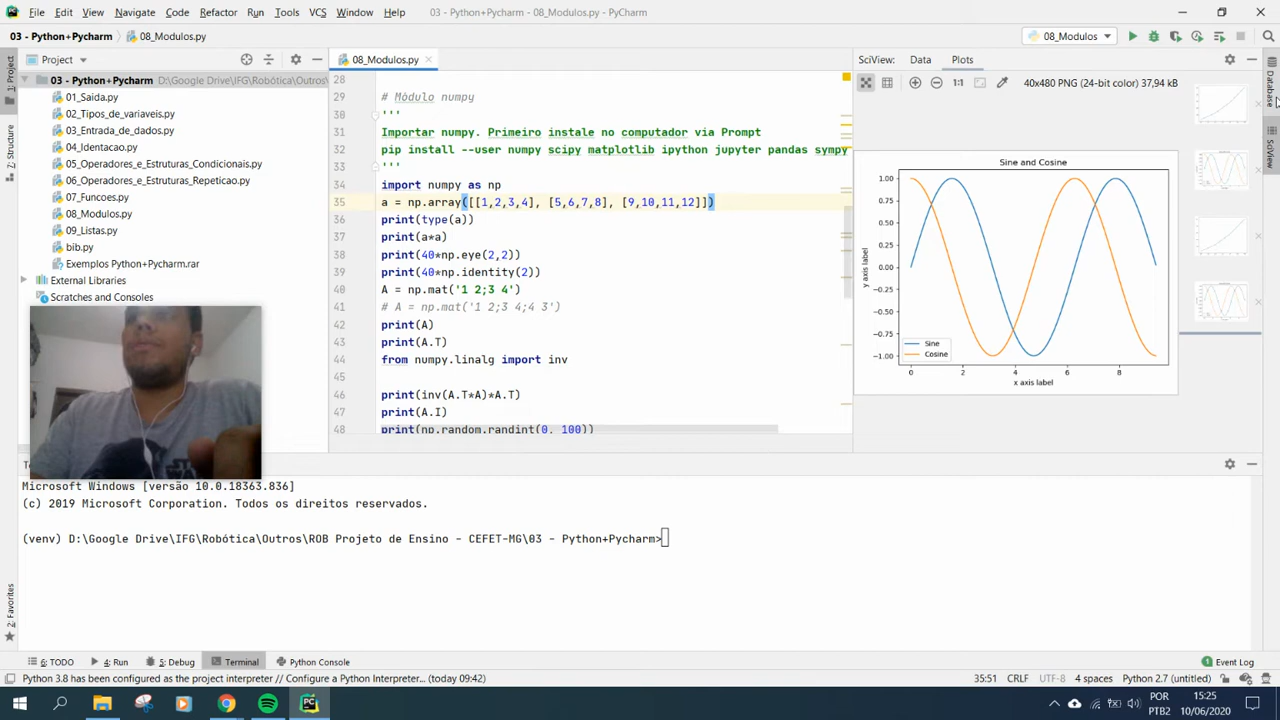 File Edit View Navigate Code Refactor Run Tools VCS Window Help 03 - Python+Pycharm - 08_Modulos.py - PyCharm
03 - Python+Pycharm 08_Modulos.py 08_Modulos
Project 08_Modulos.py SciView: Data Plots
1: Project
7: Structure
2: Favorites
Database
SciView
03 - Python+Pycharm D:\Google Drive\IFG\Robótica\Outros\
01_Saida.py
02_Tipos_de_variaveis.py
03_Entrada_de_dados.py
04_Identacao.py
05_Operadores_e_Estruturas_Condicionais.py
06_Operadores_e_Estruturas_Repeticao.py
07_Funcoes.py
08_Modulos.py
09_Listas.py
bib.py
Exemplos Python+Pycharm.rar
External Libraries
Scratches and Consoles
28
29 # Módulo numpy
30 '''
31 Importar numpy. Primeiro instale no computador via Prompt
32 pip install --user numpy scipy matplotlib ipython jupyter pandas sympy
33 '''
34 import numpy as np
35 a = np.array([[1,2,3,4], [5,6,7,8], [9,10,11,12]])
36 print(type(a))
37 print(a*a)
38 print(40*np.eye(2,2))
39 print(40*np.identity(2))
40 A = np.mat('1 2;3 4')
41 # A = np.mat('1 2;3 4;4 3')
42 print(A)
43 print(A.T)
44 from numpy.linalg import inv
45
46 print(inv(A.T*A)*A.T)
47 print(A.I)
48 print(np.random.randint(0, 100))
1:1 40x480 PNG (24-bit color) 37,94 kB
Sine and Cosine
y axis label
1.00
0.75
0.50
0.25
0.00
−0.25
−0.50
−0.75
−1.00
Sine
Cosine
0 2 4 6 8
x axis label
Microsoft Windows [versão 10.0.18363.836]
(c) 2019 Microsoft Corporation. Todos os direitos reservados.
(venv) D:\Google Drive\IFG\Robótica\Outros\ROB Projeto de Ensino - CEFET-MG\03 - Python+Pycharm>
6: TODO 4: Run 5: Debug Terminal Python Console Event Log
Python 3.8 has been configured as the project interpreter // Configure a Python Interpreter... (today 09:42) 35:51 CRLF UTF-8 4 spaces Python 2.7 (untitled)
POR 15:25
PTB2 10/06/2020